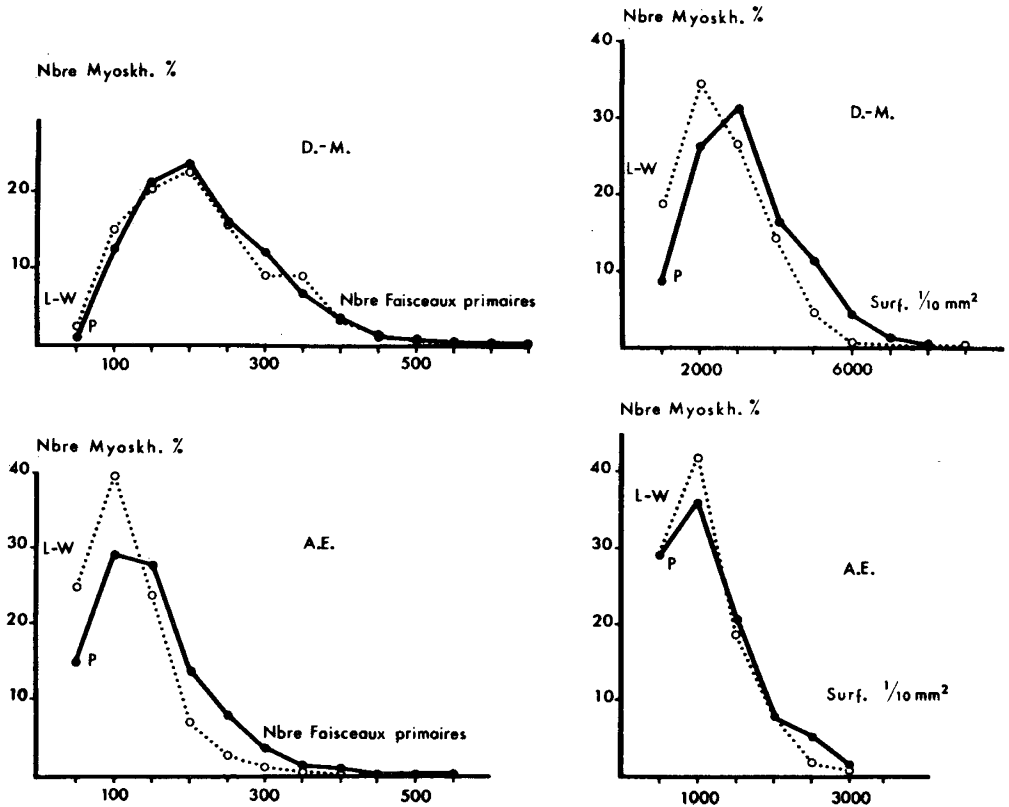 Nbre Myoskh. %
D.-M.
20
10
L-W
P
Nbre Faisceaux primaires
100 300 500
Nbre Myoskh. %
40
30
20
10
D.-M.
L-W
P
Surf. 1/10 mm²
2000 6000
Nbre Myoskh. %
40
30
20
10
L-W
A.E.
P
Nbre Faisceaux primaires
100 300 500
Nbre Myoskh. %
40
30
20
10
L-W
P
A.E.
Surf. 1/10 mm²
1000 3000